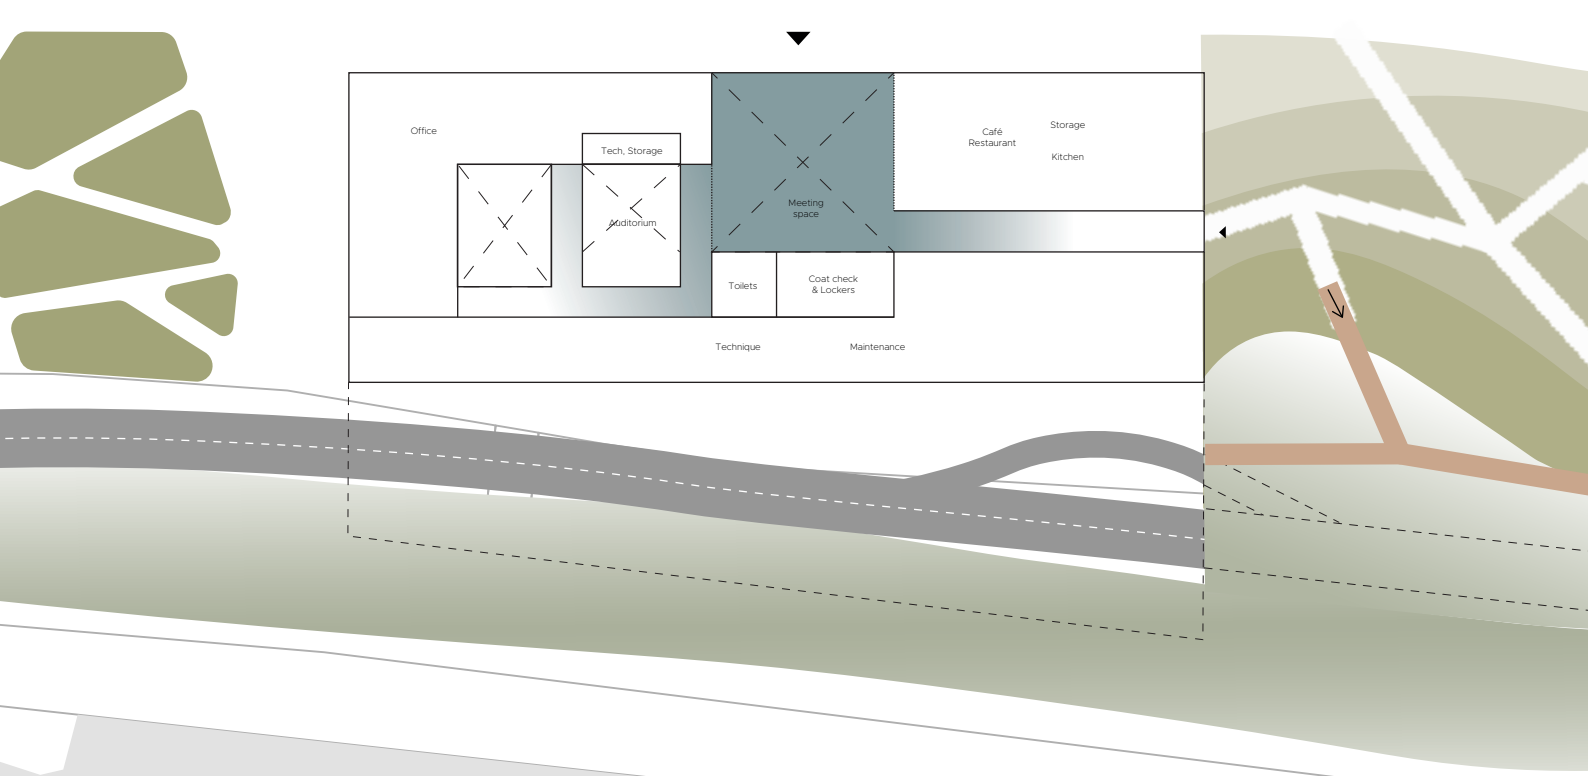 Office
Tech, Storage
Auditorium
Meeting
space
Café
Restaurant
Storage
Kitchen
Toilets
Coat check
& Lockers
Technique
Maintenance